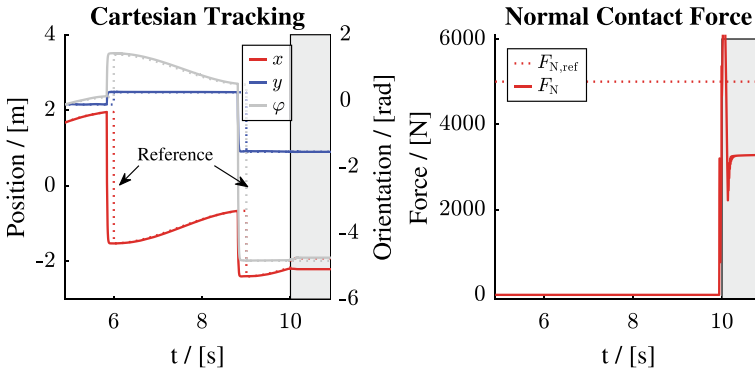 Cartesian Tracking
Position / [m]
4
2
0
-2
x
y
φ
Reference
2
0
-2
-4
-6
Orientation / [rad]
6
8
10
t / [s]
Normal Contact Force
Force / [N]
6000
4000
2000
0
F_N,ref
F_N
6
8
10
t / [s]